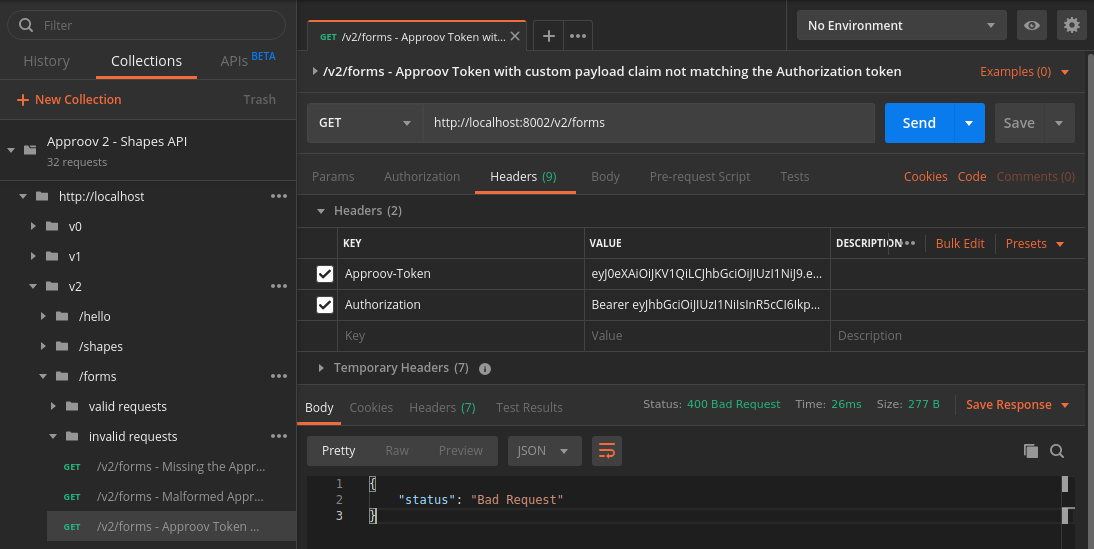 Filter
History Collections APIs BETA
New Collection Trash
Approov 2 - Shapes API
32 requests
http://localhost
v0
v1
v2
/hello
/shapes
/forms
valid requests
invalid requests
GET /v2/forms - Missing the Appr...
GET /v2/forms - Malformed Appr...
GET /v2/forms - Approov Token ...
GET /v2/forms - Approov Token wit...
No Environment
/v2/forms - Approov Token with custom payload claim not matching the Authorization token
Examples (0)
GET http://localhost:8002/v2/forms Send Save
Params Authorization Headers (9) Body Pre-request Script Tests Cookies Code Comments (0)
Headers (2)
KEY VALUE DESCRIPTION Bulk Edit Presets
Approov-Token eyJ0eXAiOiJKV1QiLCJhbGciOiJIUzI1NiJ9.e...
Authorization Bearer eyJhbGciOiJIUzI1NiIsInR5cCI6Ikp...
Key Value Description
Temporary Headers (7)
Body Cookies Headers (7) Test Results Status: 400 Bad Request Time: 26ms Size: 277 B Save Response
Pretty Raw Preview JSON
1 {
2 "status": "Bad Request"
3 }